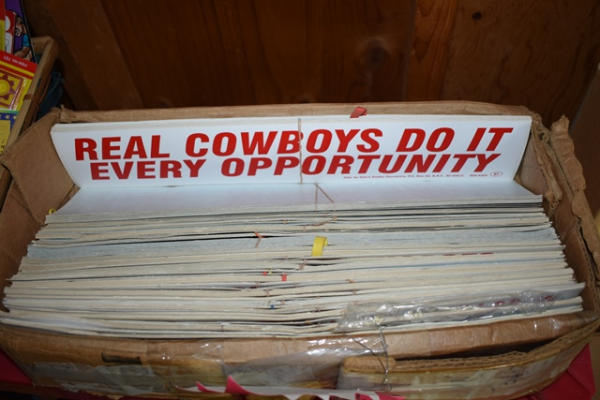 REAL COWBOYS DO IT
EVERY OPPORTUNITY